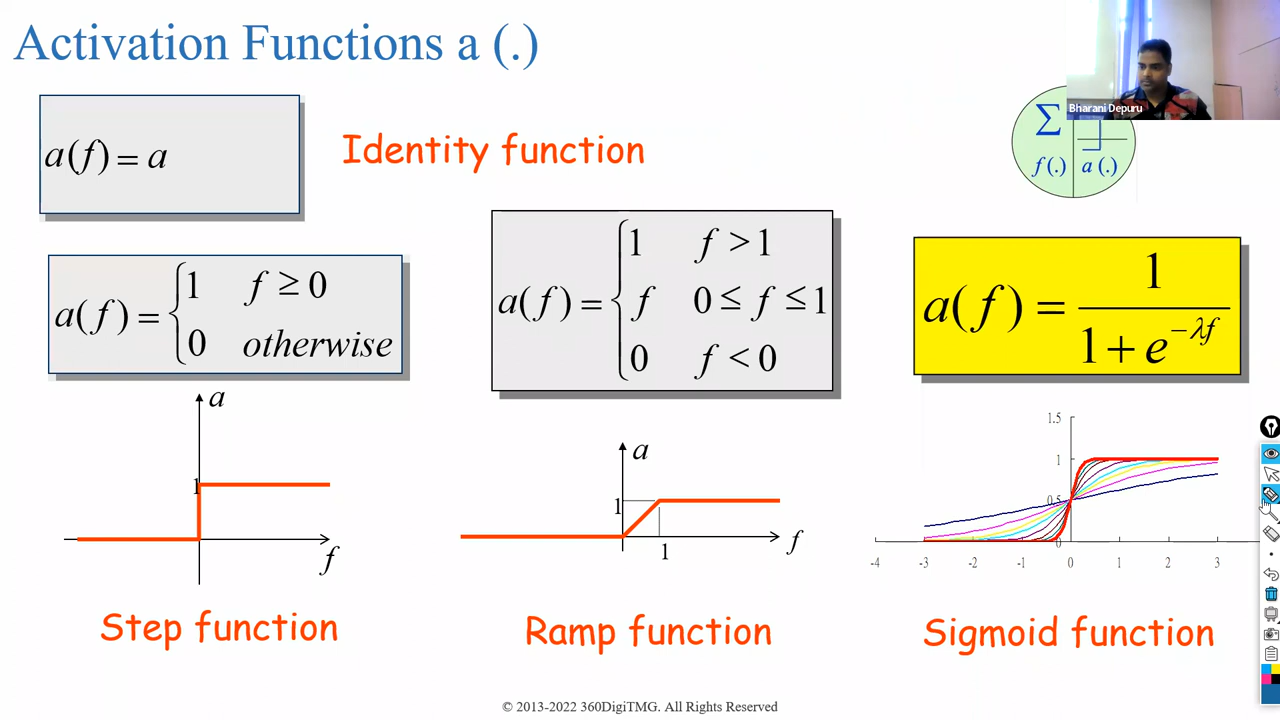 Activation Functions a (.)
Bharani Depuru
∑
f(.) a(.)
a(f) = a
Identity function
a(f) = { 1 f ≥ 0
0 otherwise
a(f) = { 1 f > 1
f 0 ≤ f ≤ 1
0 f < 0
a(f) = 1 / (1 + e^{-λf})
a
1
f
a
1
1
f
1.5
1
0.5
0
-4 -3 -2 -1 0 1 2 3
Step function
Ramp function
Sigmoid function
© 2013-2022 360DigiTMG. All Rights Reserved